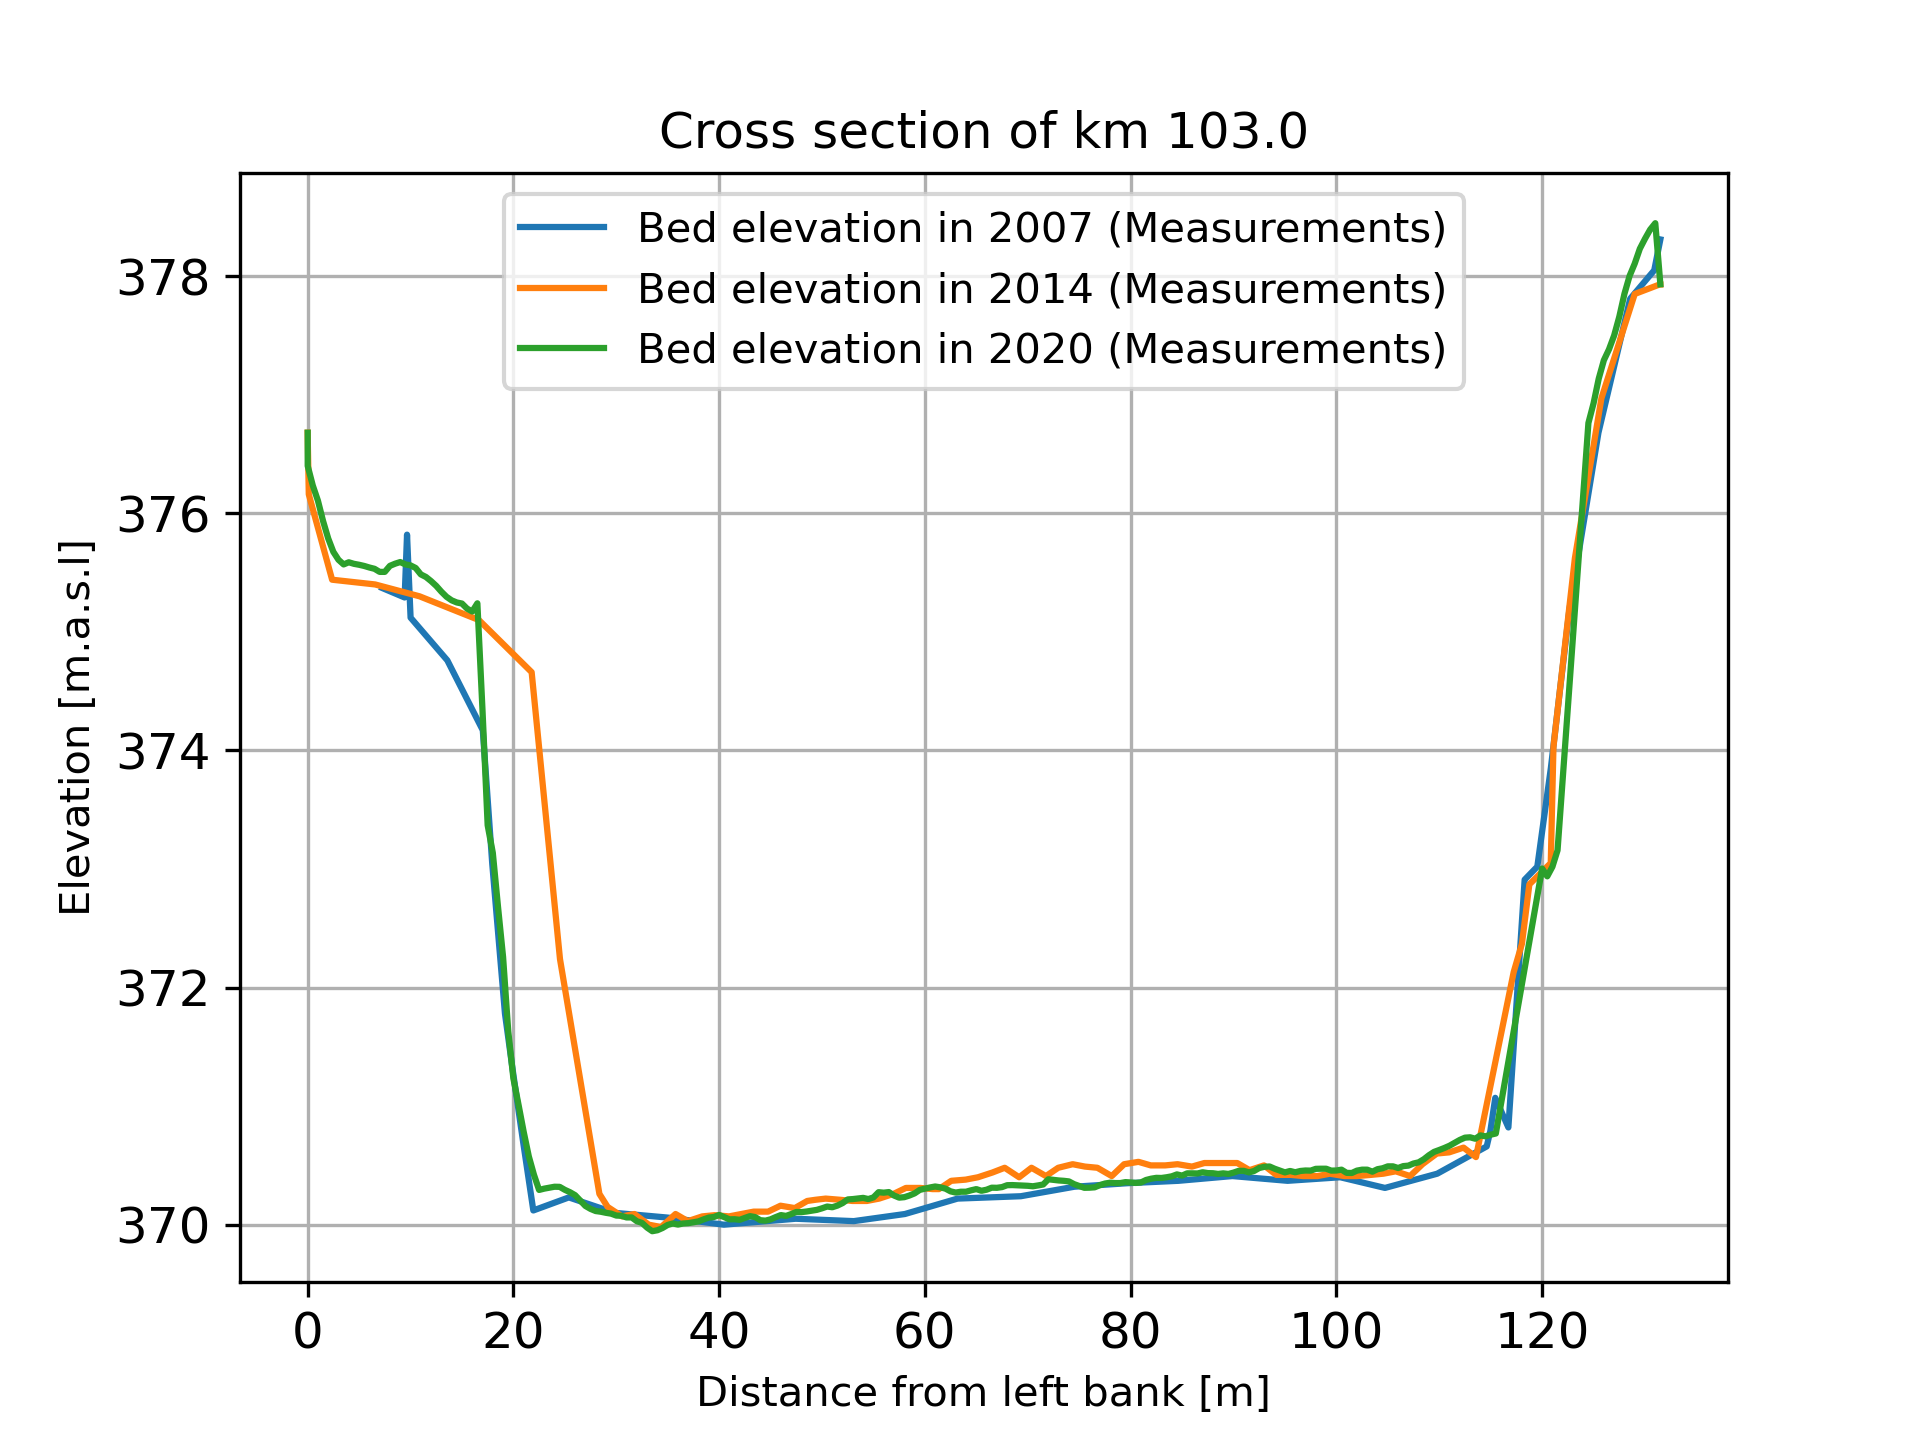 Cross section of km 103.0
Bed elevation in 2007 (Measurements)
Bed elevation in 2014 (Measurements)
Bed elevation in 2020 (Measurements)
Elevation [m.a.s.l]
378
376
374
372
370
0 20 40 60 80 100 120
Distance from left bank [m]